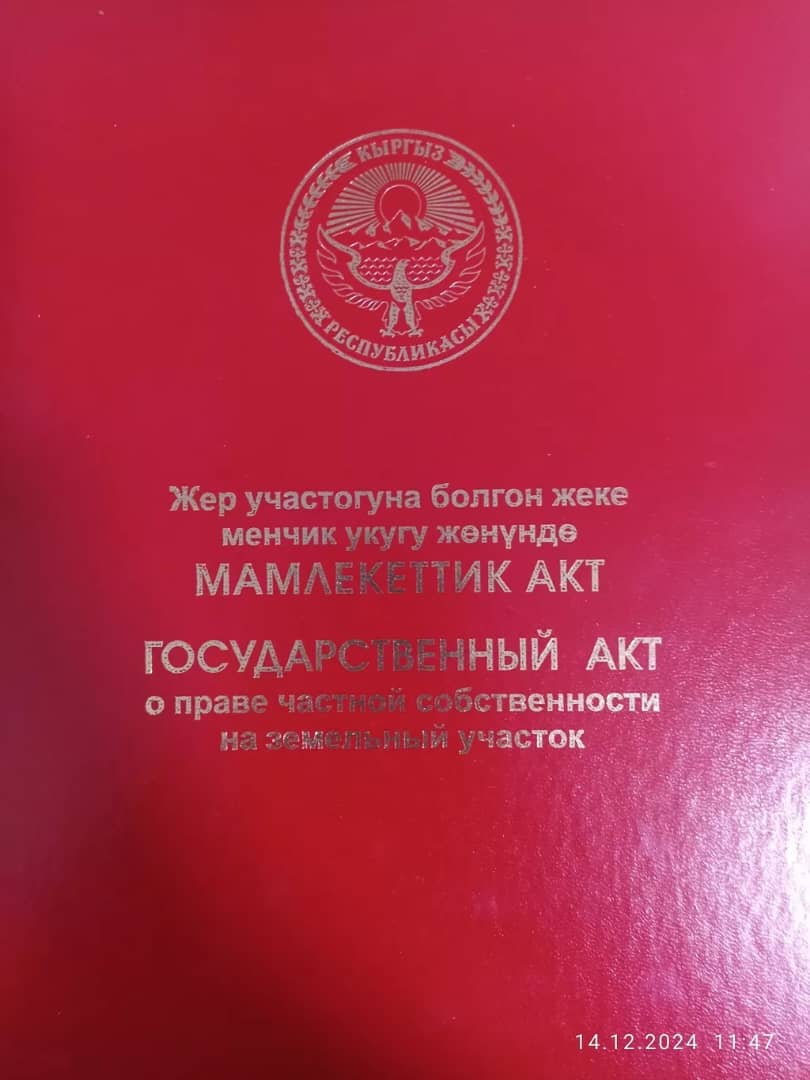 КЫРГЫЗ
РЕСПУБЛИКАСЫ
Жер участогуна болгон жеке
менчик укугу жөнүндө
МАМЛЕКЕТТИК АКТ
ГОСУДАРСТВЕННЫЙ АКТ
о праве частной собственности
на земельный участок
14.12.2024 11:47